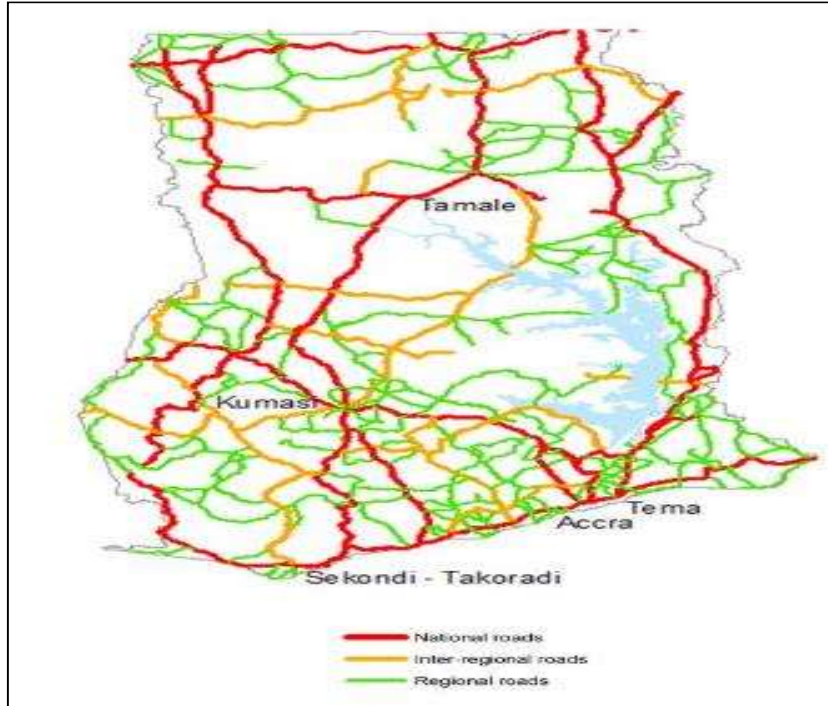 Tamale
Kumasi
Tema
Accra
Sekondi - Takoradi
National roads
Inter-regional roads
Regional roads